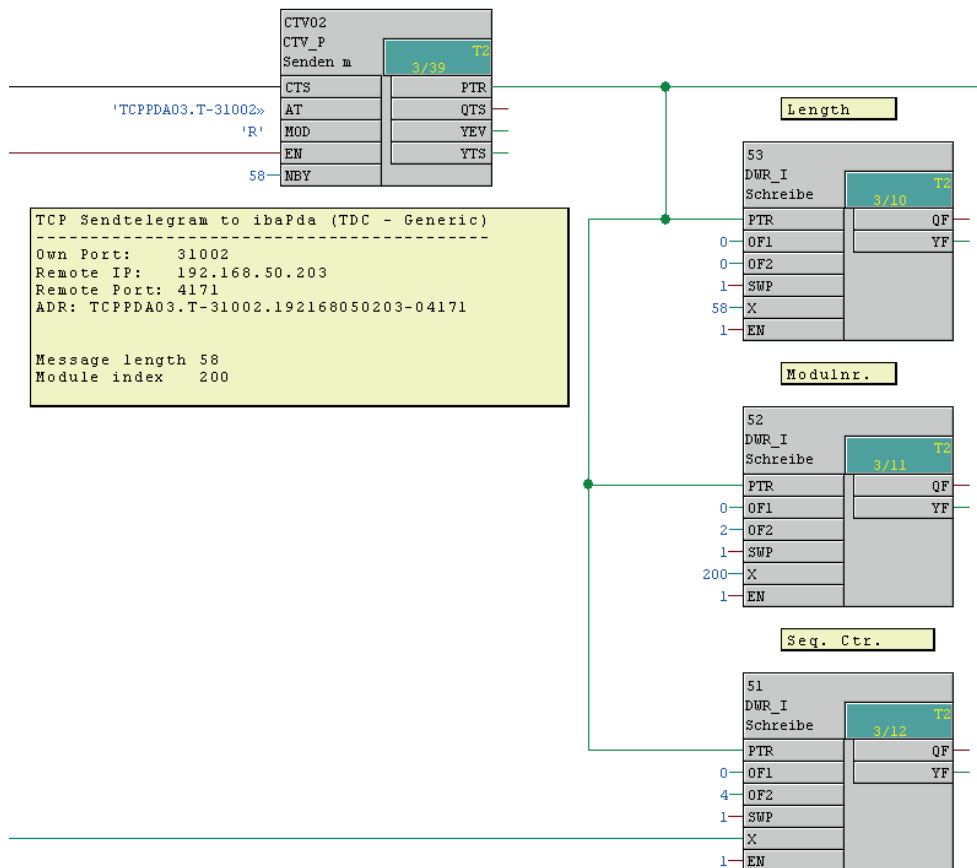 CTV02
CTV_P
Senden m
T2
3/39
CTS PTR
'TCPPDA03.T-31002» AT QTS
'R' MOD YEV
EN YTS
58 NBY
TCP Sendtelegram to ibaPda (TDC - Generic)
-----------------------------------------
Own Port: 31002
Remote IP: 192.168.50.203
Remote Port: 4171
ADR: TCPPDA03.T-31002.192168050203-04171
Message length 58
Module index 200
Length
53
DWR_I
Schreibe
T2
3/10
PTR QF
0 OF1 YF
0 OF2
1 SWP
58 X
1 EN
Modulnr.
52
DWR_I
Schreibe
T2
3/11
PTR QF
0 OF1 YF
2 OF2
1 SWP
200 X
1 EN
Seq. Ctr.
51
DWR_I
Schreibe
T2
3/12
PTR QF
0 OF1 YF
4 OF2
1 SWP
X
1 EN